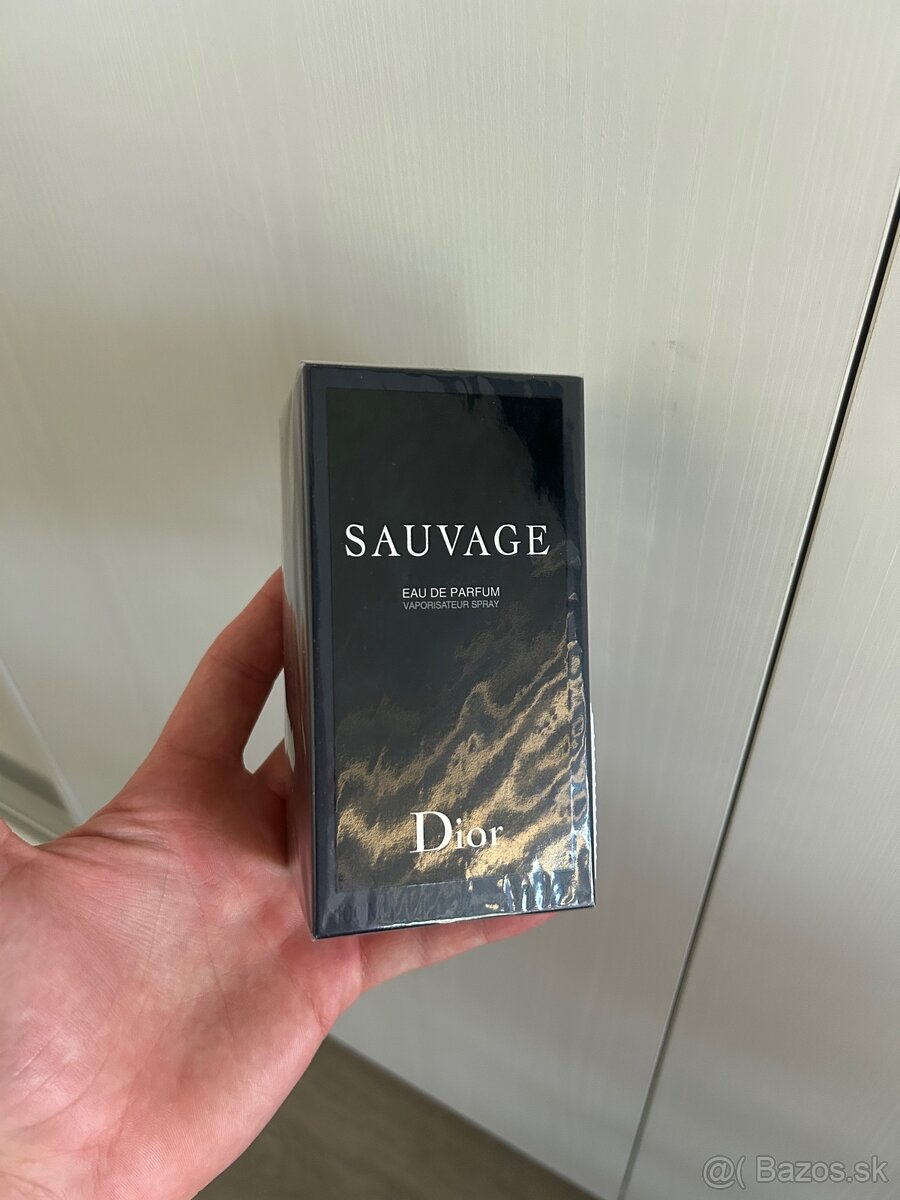 SAUVAGE
EAU DE PARFUM
VAPORISATEUR SPRAY
Dior
@( Bazos.sk